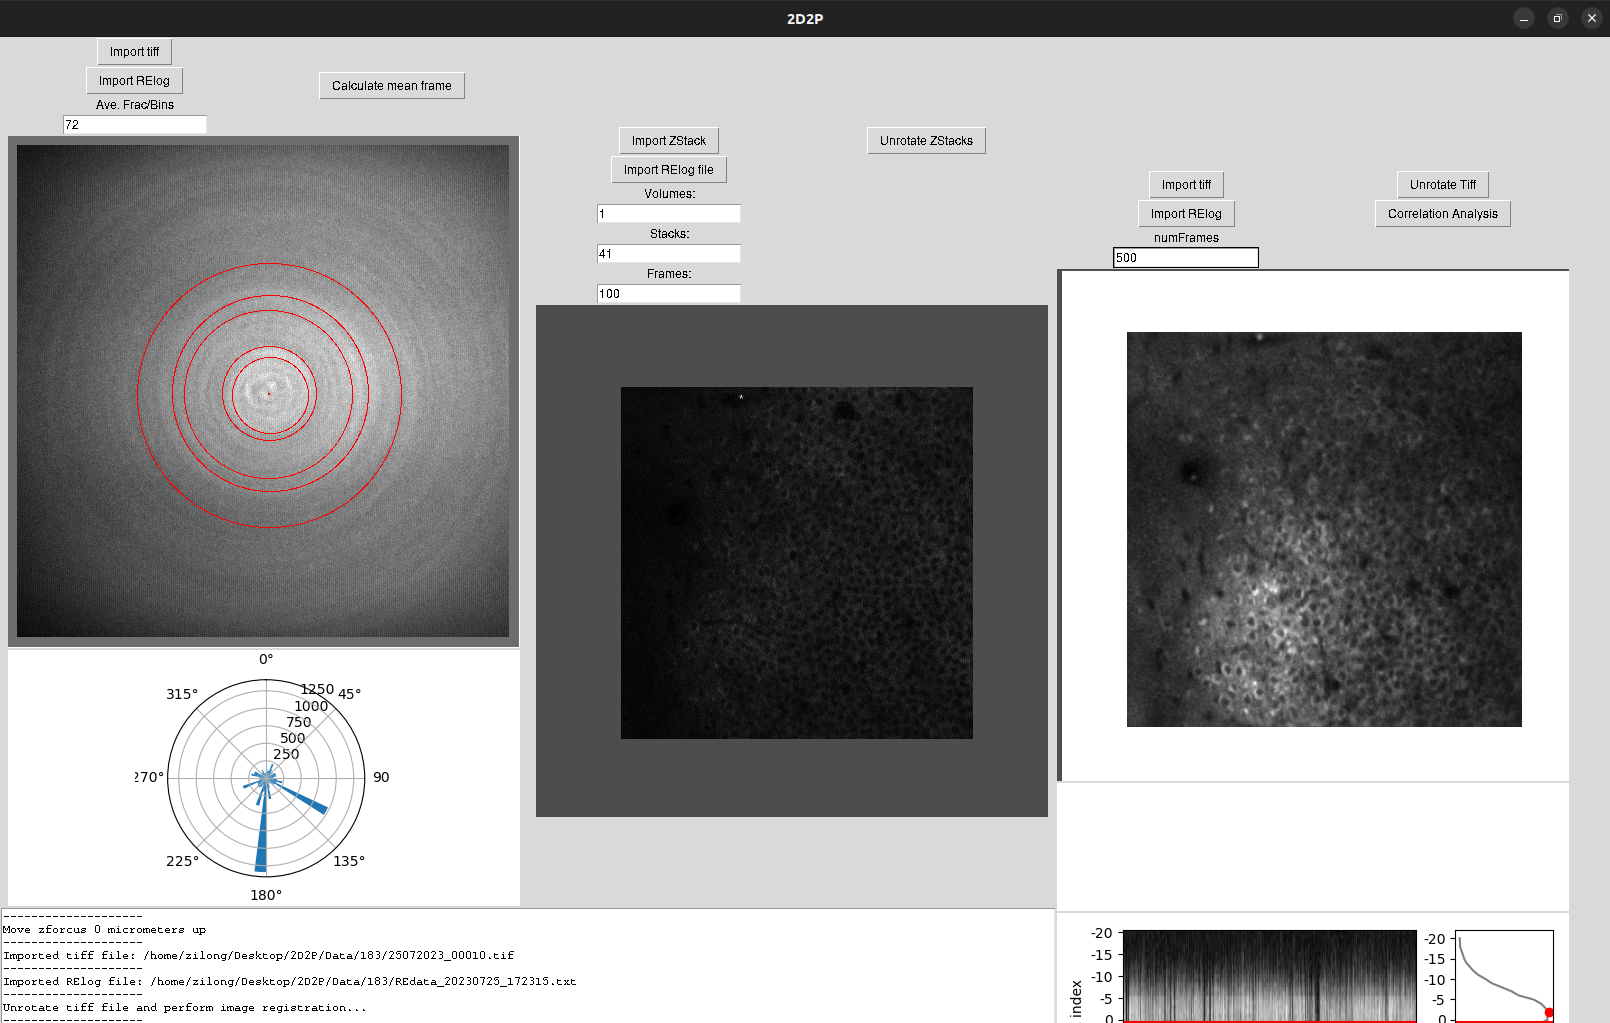 2D2P
Import tiff
Import RElog
Ave. Frac/Bins
72
Calculate mean frame
Import ZStack
Import RElog file
Volumes:
1
Stacks:
41
Frames:
100
Unrotate ZStacks
Import tiff
Import RElog
numFrames
500
Unrotate Tiff
Correlation Analysis
0°
315°
1250
45°
1000
750
500
250
270°
90
225°
135°
180°
--------------------
Move zforcus 0 micrometers up
--------------------
Imported tiff file: /home/zilong/Desktop/2D2P/Data/183/25072023_00010.tif
--------------------
Imported RElog file: /home/zilong/Desktop/2D2P/Data/183/REdata_20230725_172315.txt
--------------------
Unrotate tiff file and perform image registration...
--------------------
index
-20
-15
-10
-5
0
-20
-15
-10
-5
0